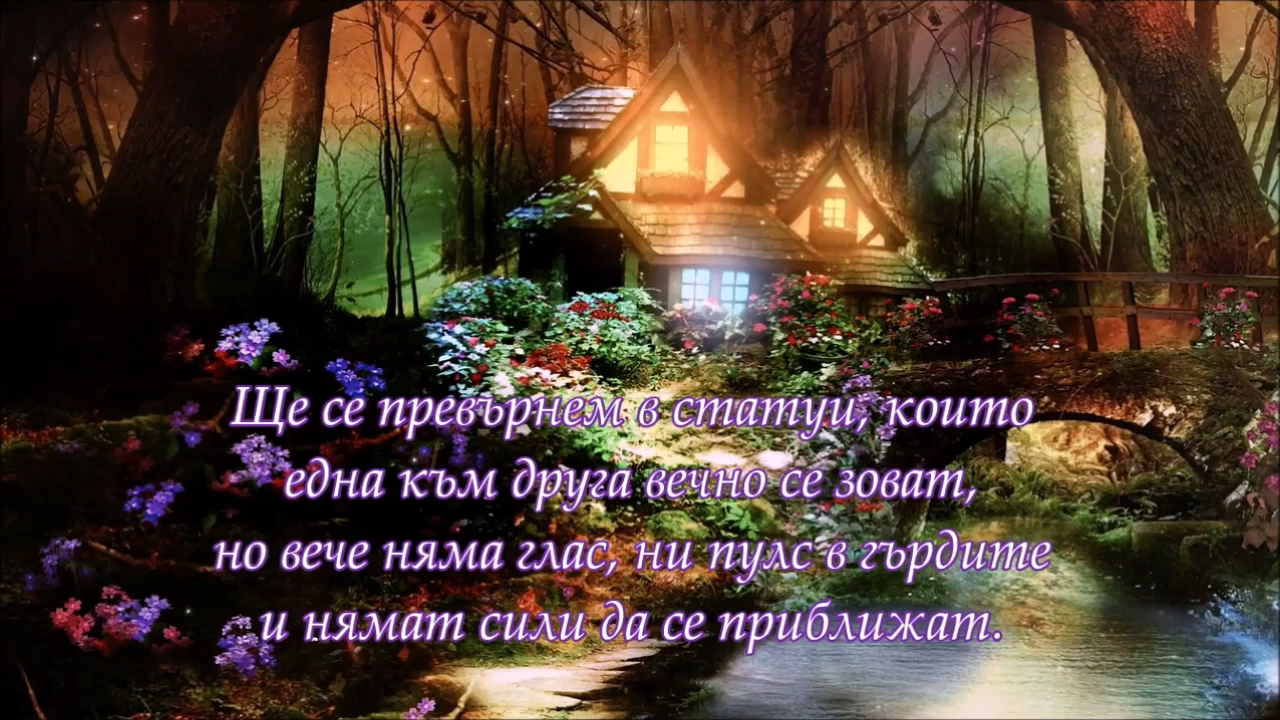 Ще се превърнем в статуи, които
една към друга вечно се зоват,
но вече няма глас, ни пулс в гърдите
и нямат сили да се приближат.